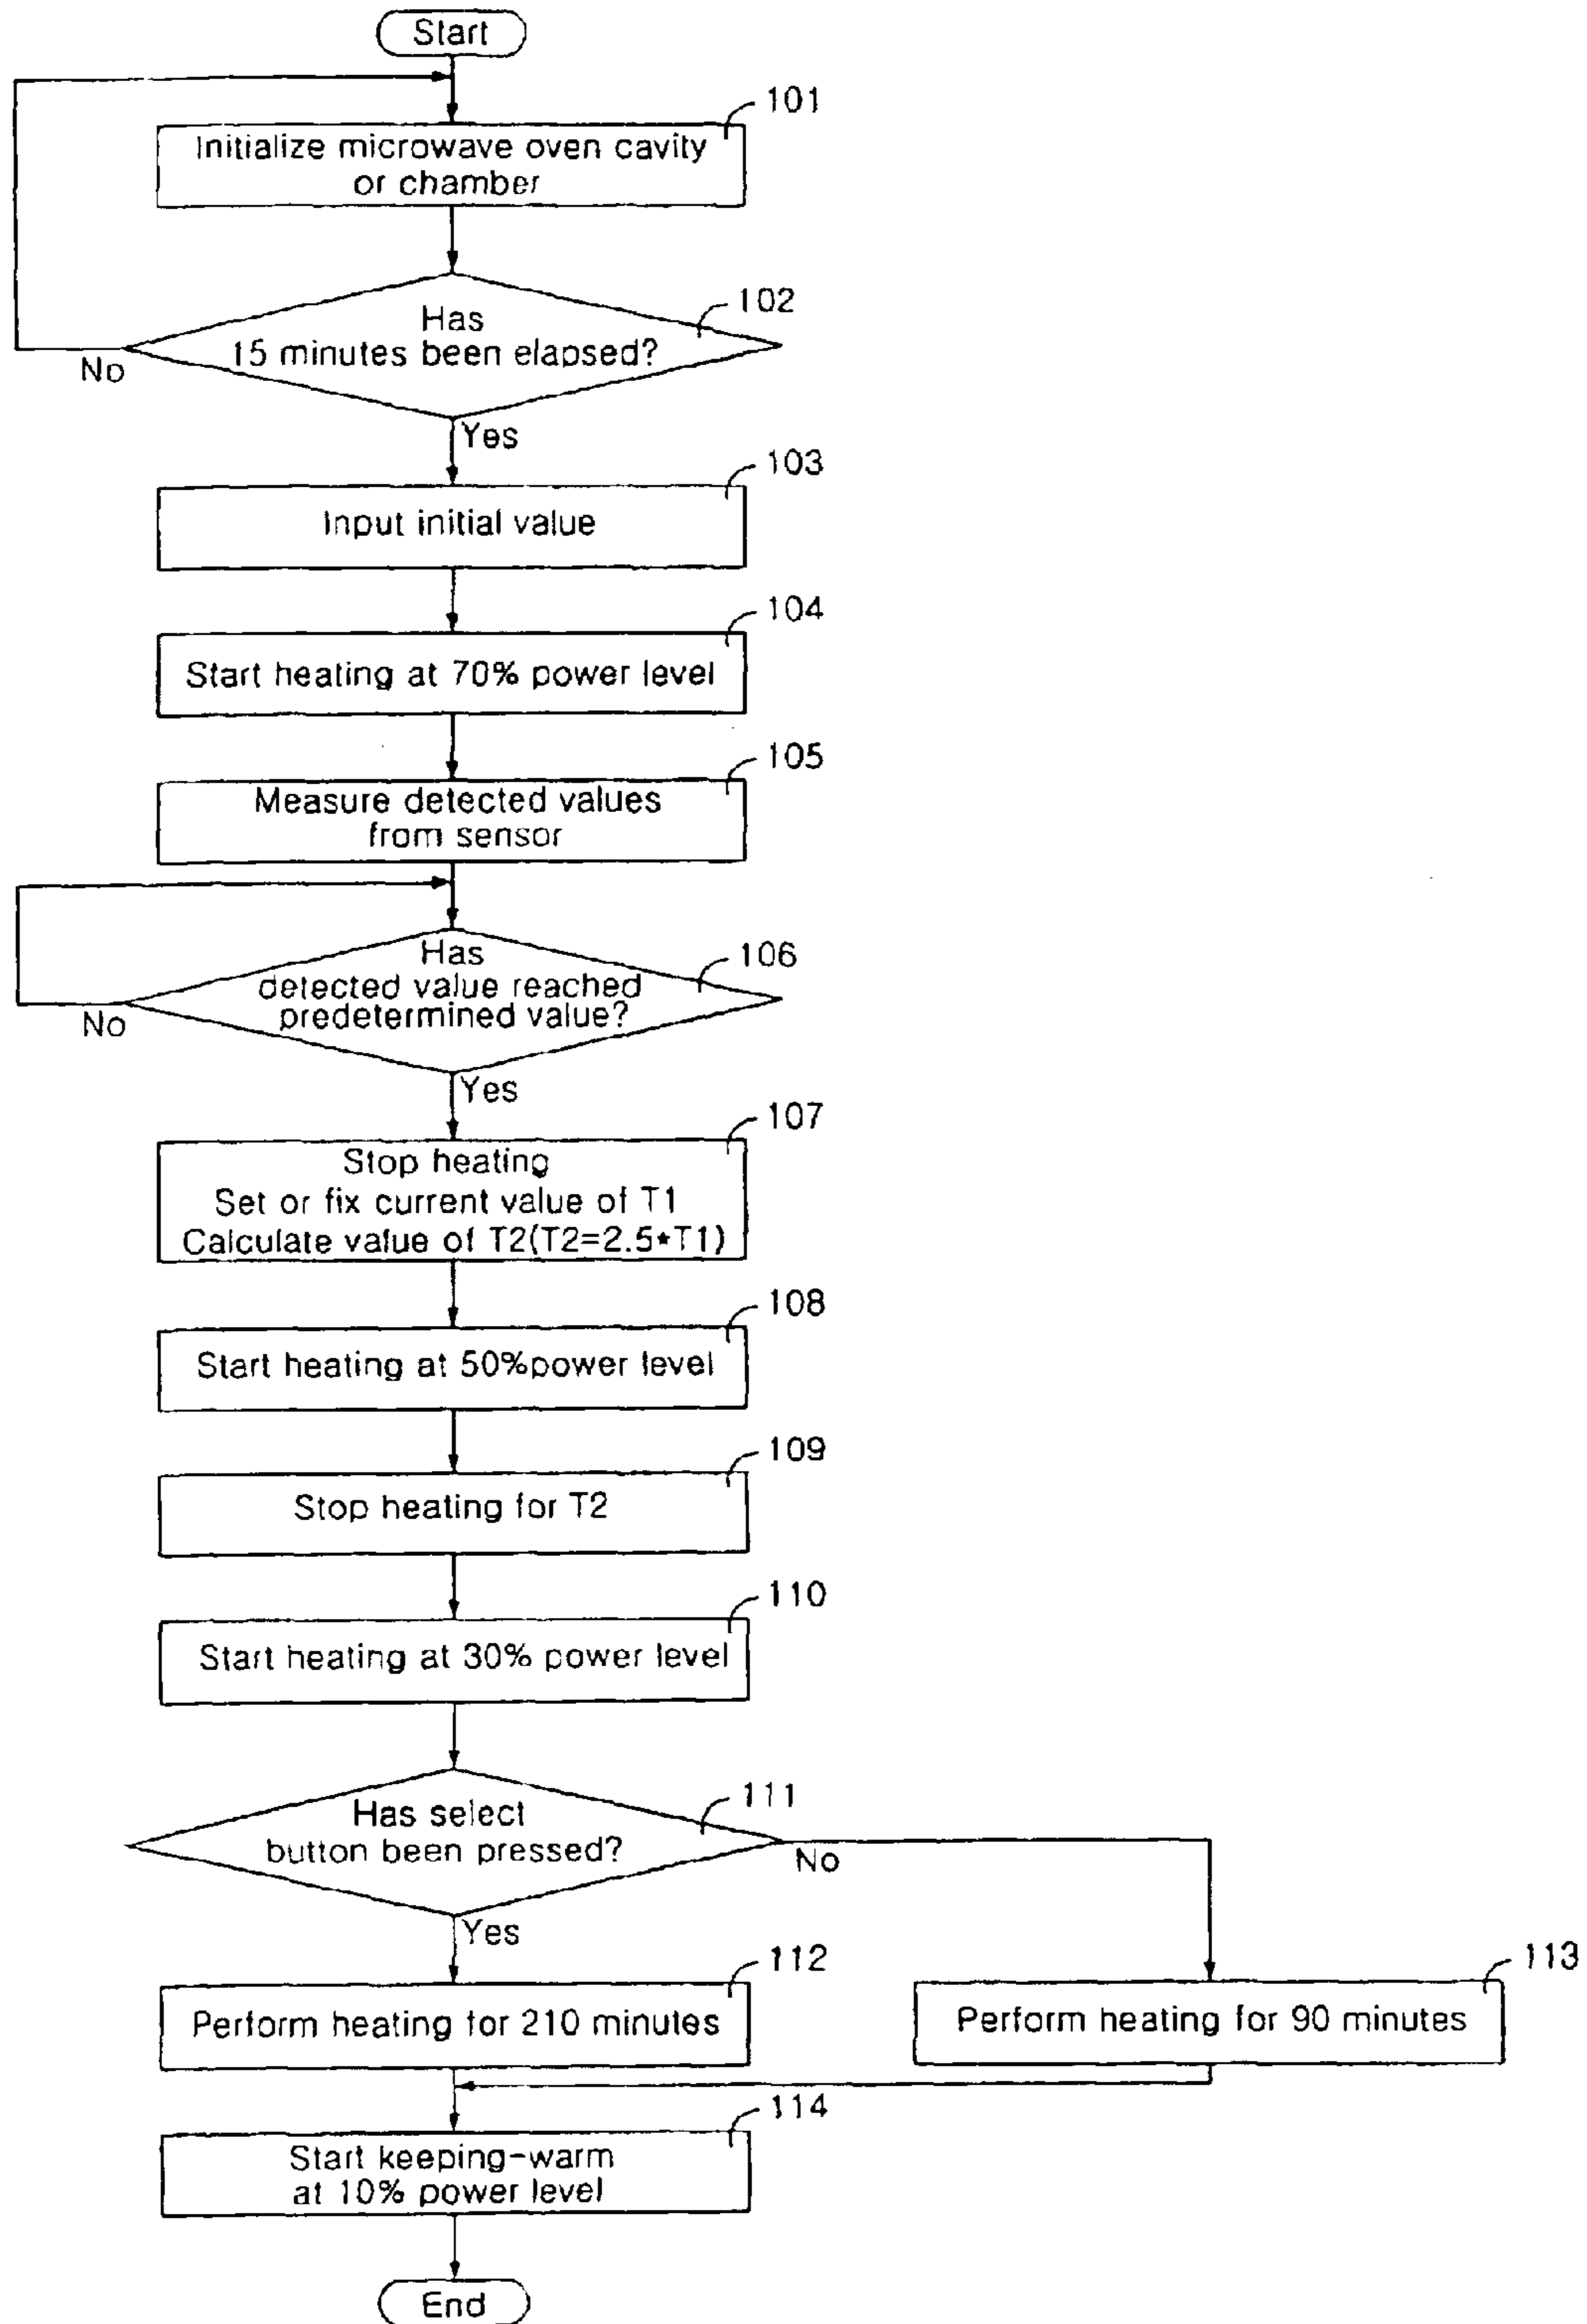 Start
101
Initialize microwave oven cavity
or chamber
102
Has
15 minutes been elapsed?
No
Yes
103
Input initial value
104
Start heating at 70% power level
105
Measure detected values
from sensor
106
Has
detected value reached
predetermined value?
No
Yes
107
Stop heating
Set or fix current value of T1
Calculate value of T2(T2=2.5*T1)
108
Start heating at 50%power level
109
Stop heating for T2
110
Start heating at 30% power level
111
Has select
button been pressed?
No
Yes
112
Perform heating for 210 minutes
113
Perform heating for 90 minutes
114
Start keeping-warm
at 10% power level
End